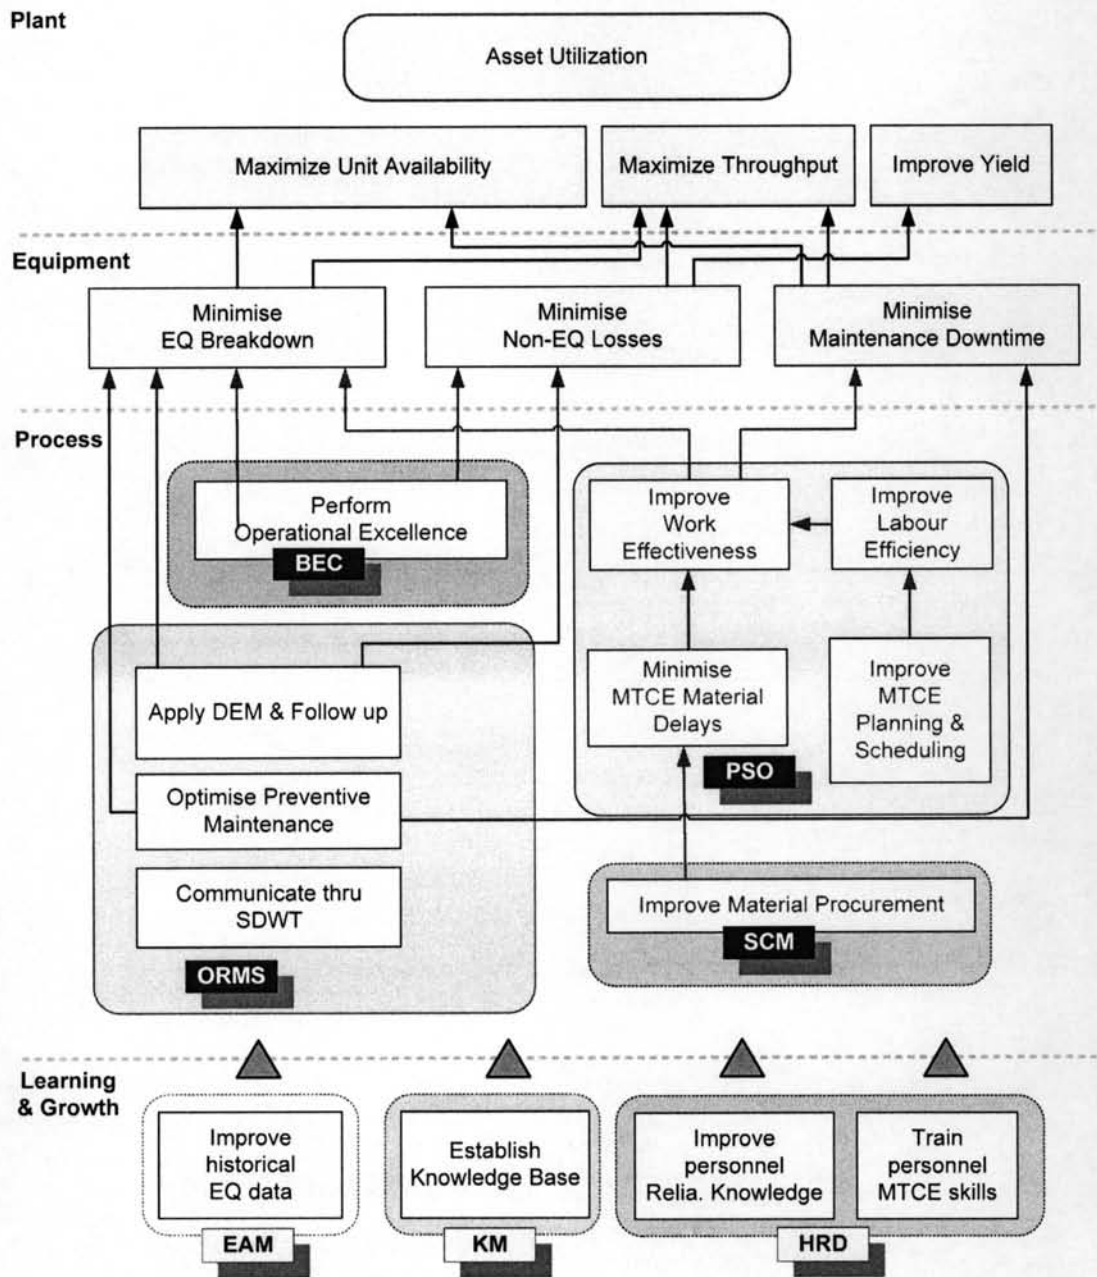 Plant
Asset Utilization
Maximize Unit Availability
Maximize Throughput
Improve Yield
Equipment
Minimise
EQ Breakdown
Minimise
Non-EQ Losses
Minimise
Maintenance Downtime
Process
Perform
Operational Excellence
BEC
Improve
Work
Effectiveness
Improve
Labour
Efficiency
Apply DEM & Follow up
Minimise
MTCE Material
Delays
Improve
MTCE
Planning &
Scheduling
PSO
Optimise Preventive
Maintenance
Communicate thru
SDWT
ORMS
Improve Material Procurement
SCM
Learning
& Growth
Improve
historical
EQ data
EAM
Establish
Knowledge Base
KM
Improve
personnel
Relia. Knowledge
Train
personnel
MTCE skills
HRD